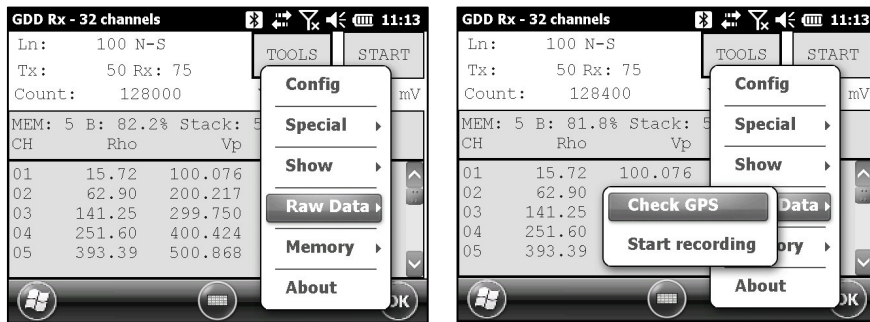 GDD Rx - 32 channels 11:13
Ln: 100 N-S
Tx: 50 Rx: 75
Count: 128000 mV
TOOLS START
MEM: 5 B: 82.2% Stack: 5
CH Rho Vp
01 15.72 100.076
02 62.90 200.217
03 141.25 299.750
04 251.60 400.424
05 393.39 500.868
Config
Special
Show
Raw Data
Memory
About
GDD Rx - 32 channels 11:13
Ln: 100 N-S
Tx: 50 Rx: 75
Count: 128400 mV
TOOLS START
MEM: 5 B: 81.8% Stack: 5
CH Rho Vp
01 15.72 100.076
02 62.90
03 141.25
04 251.60
05 393.39
Config
Special
Show
Data
ory
About
Check GPS
Start recording